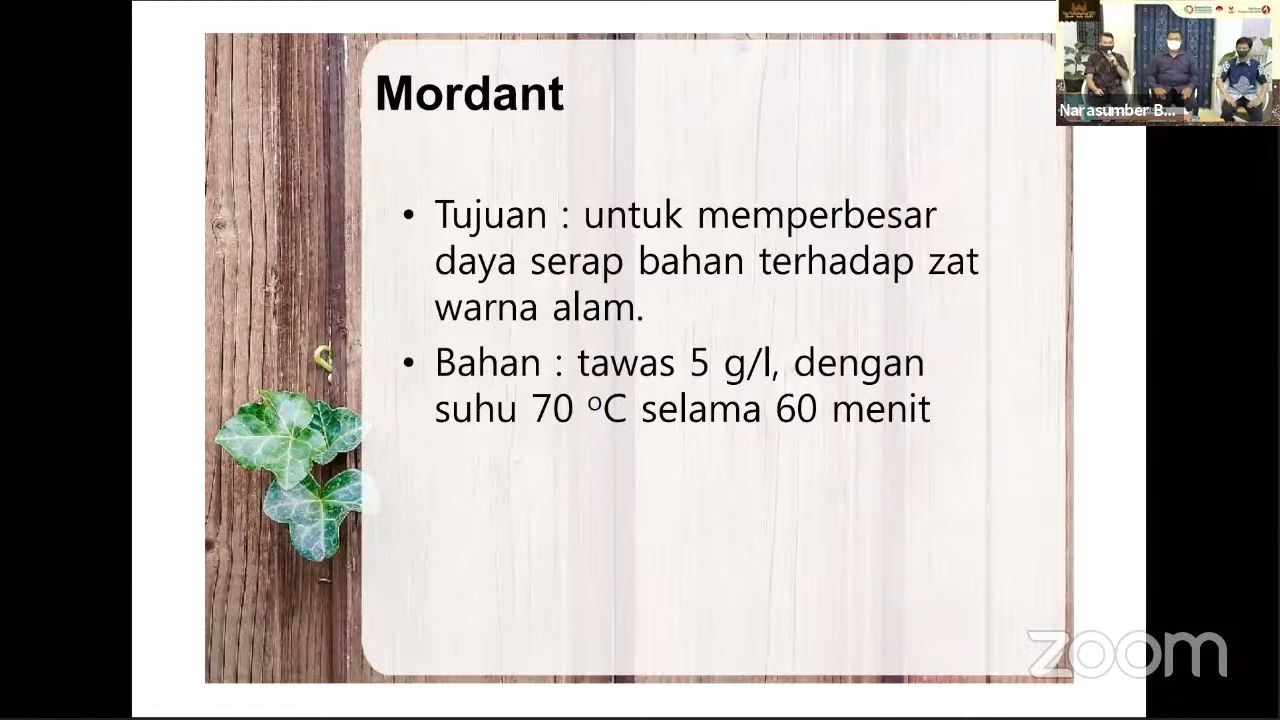 Mordant
• Tujuan : untuk memperbesar
daya serap bahan terhadap zat
warna alam.
• Bahan : tawas 5 g/l, dengan
suhu 70 ºC selama 60 menit
Narasumber B...
zoom